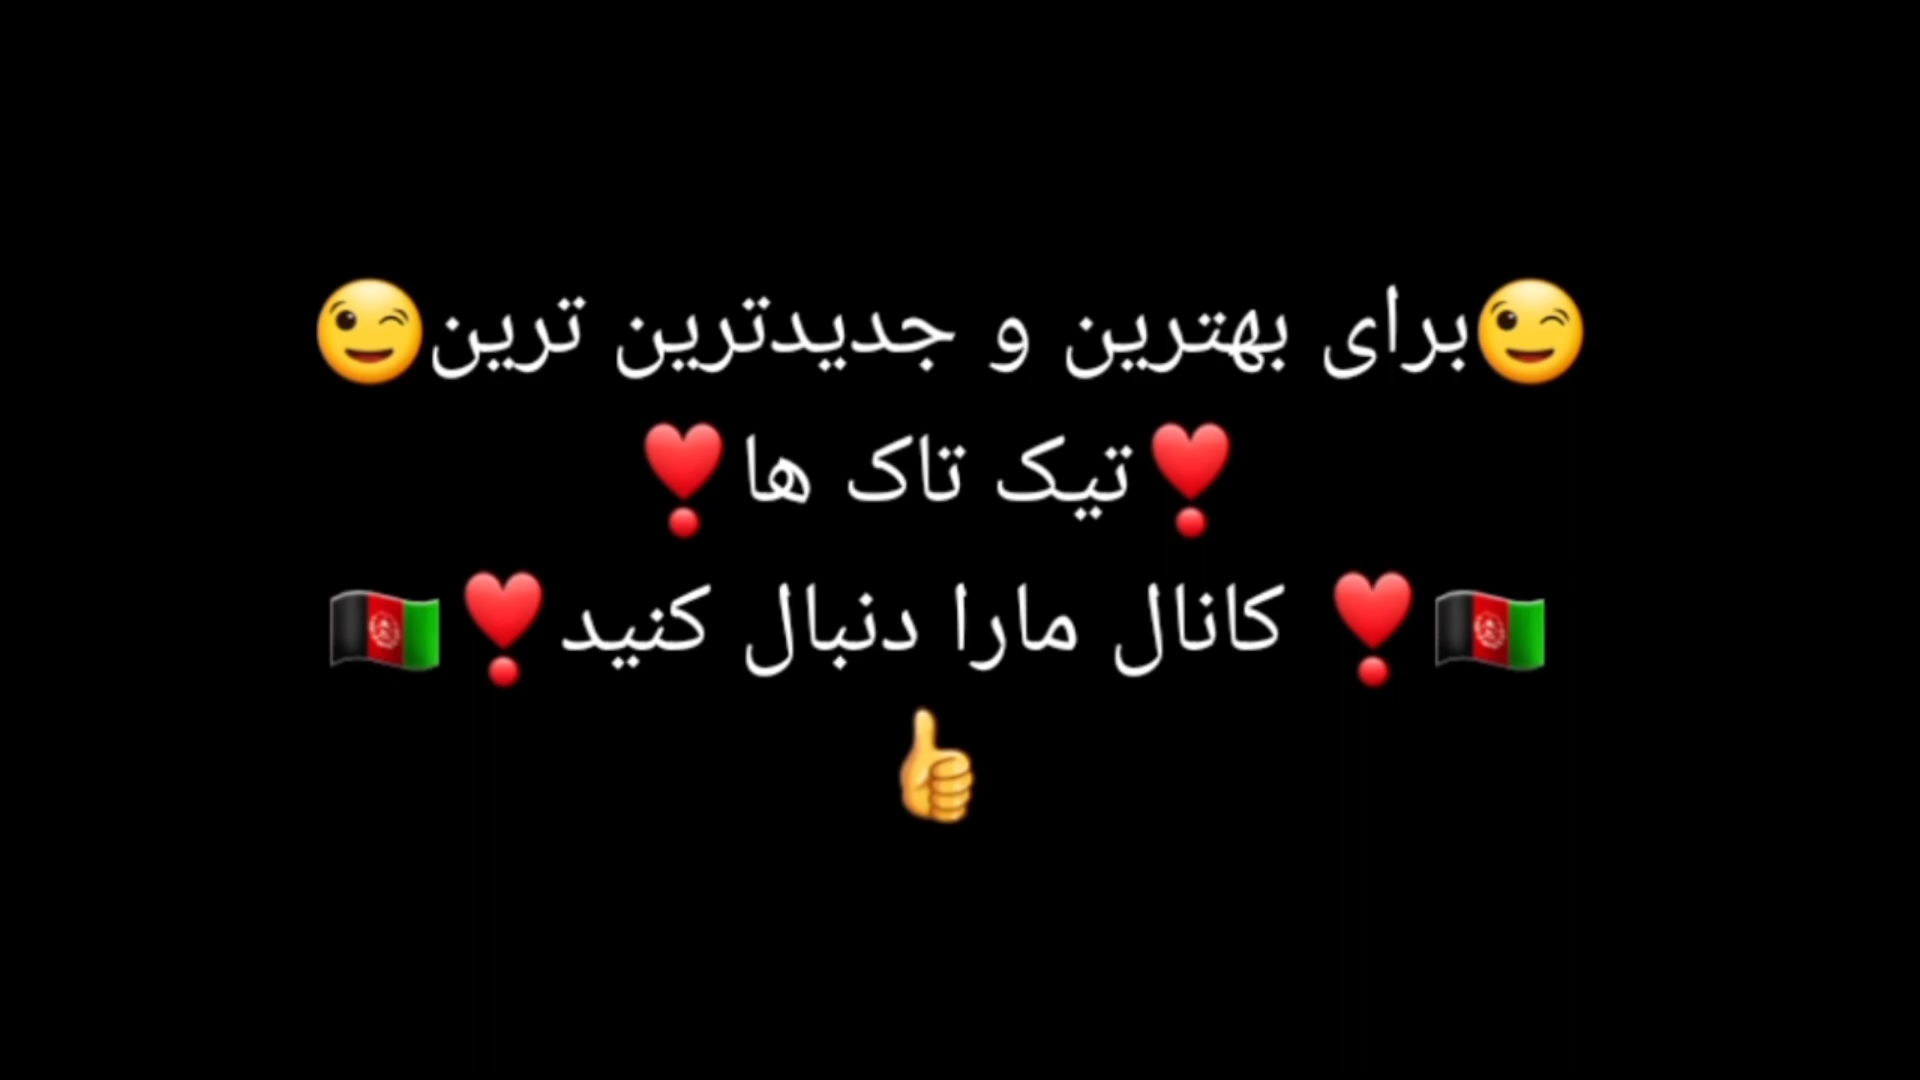 😉برای بهترین و جدیدترین ترین😉
❣️تیک تاک ها❣️
🇦🇫❣️ کانال مارا دنبال کنید❣️🇦🇫
👍